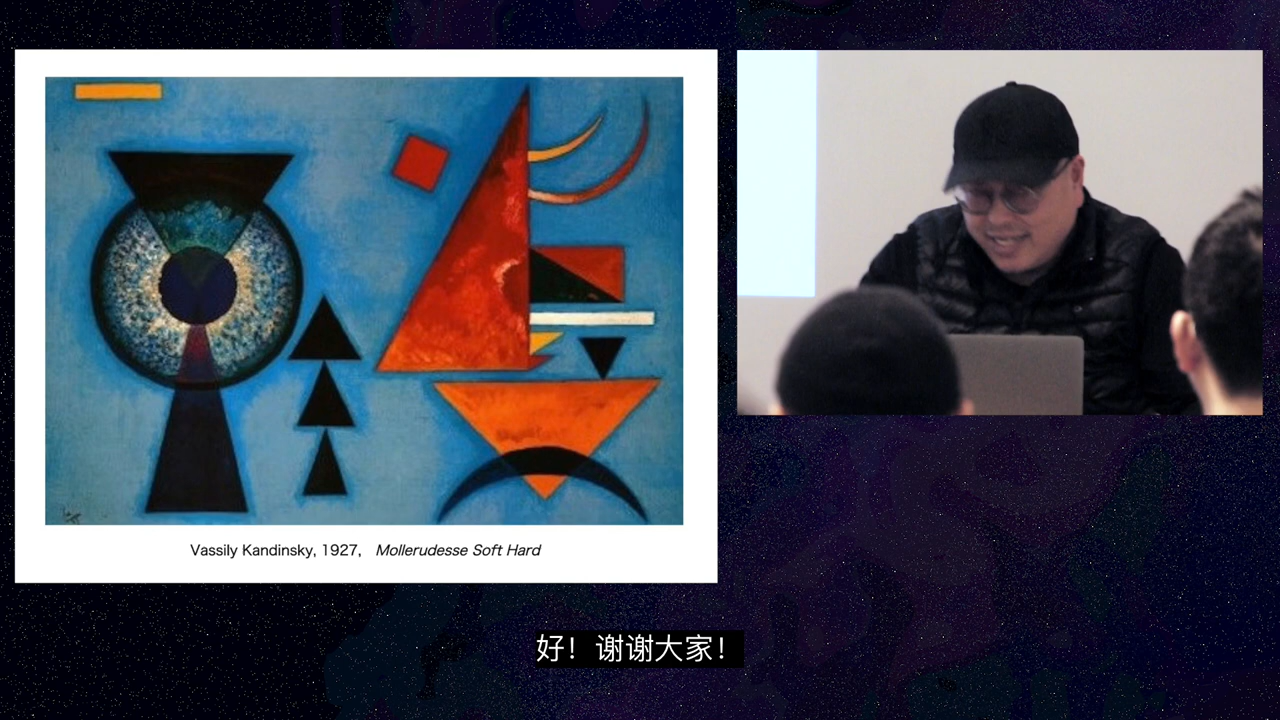 Vassily Kandinsky, 1927, Mollerudesse Soft Hard
好！谢谢大家！